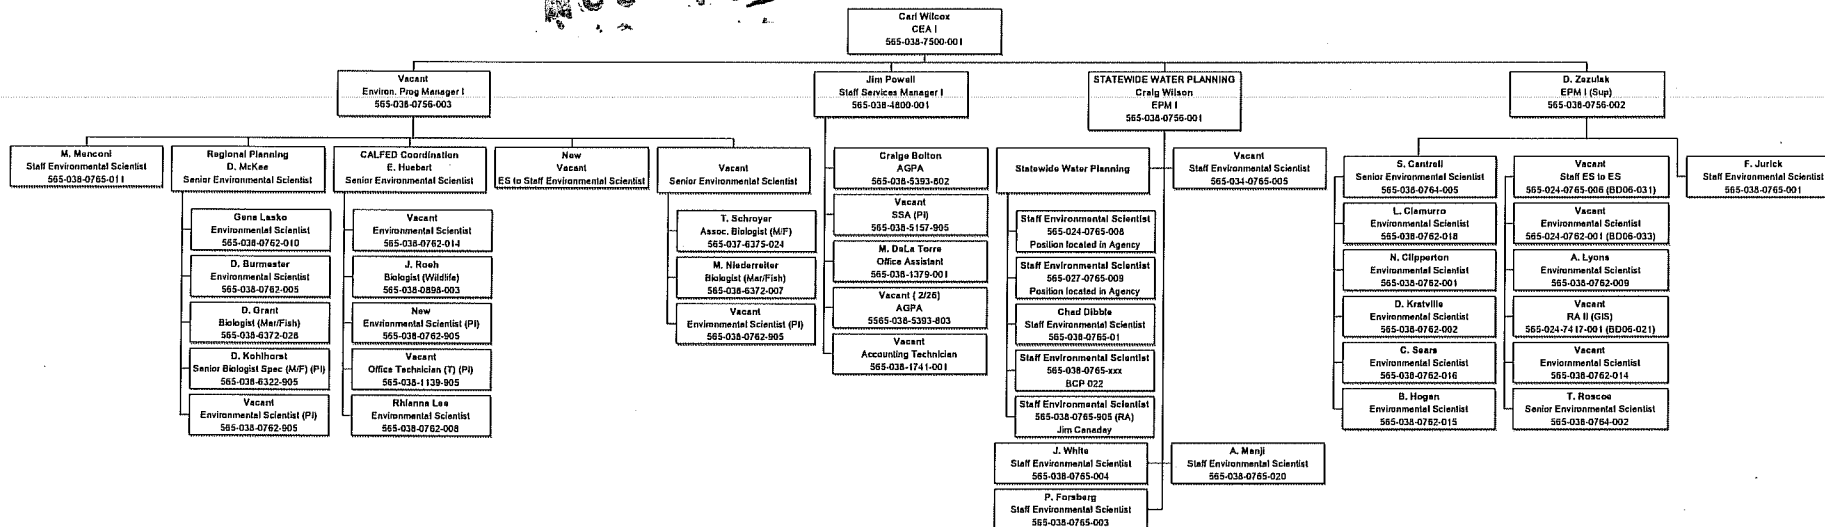 Carl Wilcox
CEA I
565-038-7500-001
Vacant
Environ. Prog Manager I
565-038-0756-003
Jim Powell
Staff Services Manager I
565-038-4800-001
STATEWIDE WATER PLANNING
Craig Wilson
EPM I
565-038-0756-001
D. Zezulak
EPM I (Sup)
565-038-0756-002
M. Menconi
Staff Environmental Scientist
565-038-0765-011
Regional Planning
D. McKee
Senior Environmental Scientist
CALFED Coordination
E. Huebert
Senior Environmental Scientist
New
Vacant
ES to Staff Environmental Scientist
Vacant
Senior Environmental Scientist
Gena Lasko
Environmental Scientist
565-038-0762-010
D. Burmester
Environmental Scientist
565-038-0762-005
D. Grant
Biologist (Mar/Fish)
565-038-6372-028
D. Kohlhorst
Senior Biologist Spec (M/F) (PI)
565-038-6322-905
Vacant
Environmental Scientist (PI)
565-038-0762-905
Vacant
Environmental Scientist
565-038-0762-014
J. Roeh
Biologist (Wildlife)
565-038-0898-003
New
Environmental Scientist (PI)
565-038-0762-905
Vacant
Office Technician (T) (PI)
565-038-1139-905
Rhianna Lee
Environmental Scientist
565-038-0762-008
T. Schroyer
Assoc. Biologist (M/F)
565-037-6375-024
M. Niederreiter
Biologist (Mar/Fish)
565-038-6372-007
Vacant
Environmental Scientist (PI)
565-038-0762-905
Craige Bolton
AGPA
565-038-5393-802
Vacant
SSA (PI)
565-038-5157-905
M. DeLa Torre
Office Assistant
565-038-1379-001
Vacant ( 2/26)
AGPA
5565-038-5393-803
Vacant
Accounting Technician
565-038-1741-001
Statewide Water Planning
Vacant
Staff Environmental Scientist
565-034-0765-005
Staff Environmental Scientist
565-024-0765-008
Position located in Agency
Staff Environmental Scientist
565-027-0765-009
Position located in Agency
Chad Dibble
Staff Environmental Scientist
565-038-0765-01
Staff Environmental Scientist
565-038-0765-xxx
BCP 022
Staff Environmental Scientist
565-038-0765-905 (RA)
Jim Canaday
J. White
Staff Environmental Scientist
565-038-0765-004
A. Manji
Staff Environmental Scientist
565-038-0765-020
P. Forsberg
Staff Environmental Scientist
565-038-0765-003
S. Cantrell
Senior Environmental Scientist
565-038-0764-005
L. Clamurro
Environmental Scientist
565-038-0762-018
N. Clipperton
Environmental Scientist
565-038-0762-001
D. Kratville
Environmental Scientist
565-038-0762-002
C. Sears
Environmental Scientist
565-038-0762-016
B. Hogan
Environmental Scientist
565-038-0762-015
Vacant
Staff ES to ES
565-024-0765-006 (BD06-031)
Vacant
Environmental Scientist
565-024-0762-001 (BD06-033)
A. Lyons
Environmental Scientist
565-038-0762-009
Vacant
RA II (GIS)
565-024-7417-001 (BD06-021)
Vacant
Environmental Scientist
565-038-0762-014
T. Roscoe
Senior Environmental Scientist
565-038-0764-002
F. Jurick
Staff Environmental Scientist
565-038-0765-001